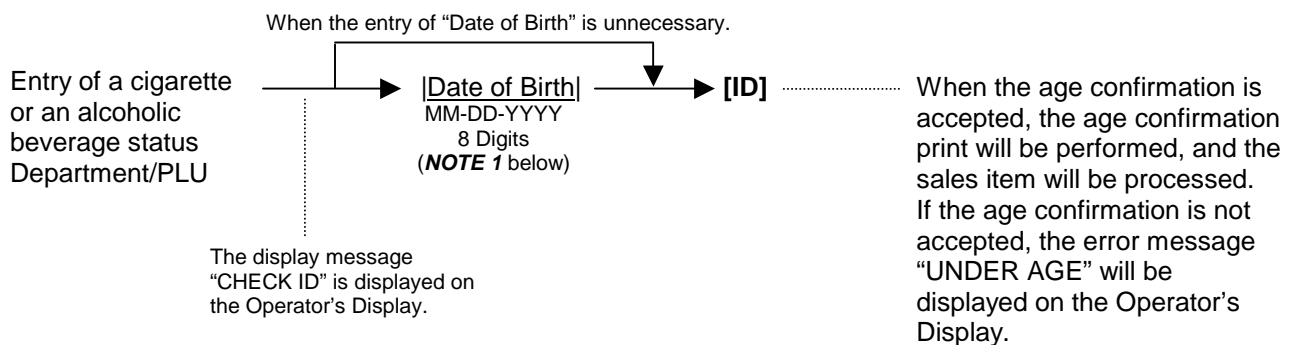 When the entry of “Date of Birth” is unnecessary.
Entry of a cigarette
or an alcoholic
beverage status
Department/PLU
|Date of Birth|
MM-DD-YYYY
8 Digits
(NOTE 1 below)
[ID]
When the age confirmation is
accepted, the age confirmation
print will be performed, and the
sales item will be processed.
If the age confirmation is not
accepted, the error message
“UNDER AGE” will be
displayed on the Operator’s
Display.
The display message
“CHECK ID” is displayed on
the Operator’s Display.